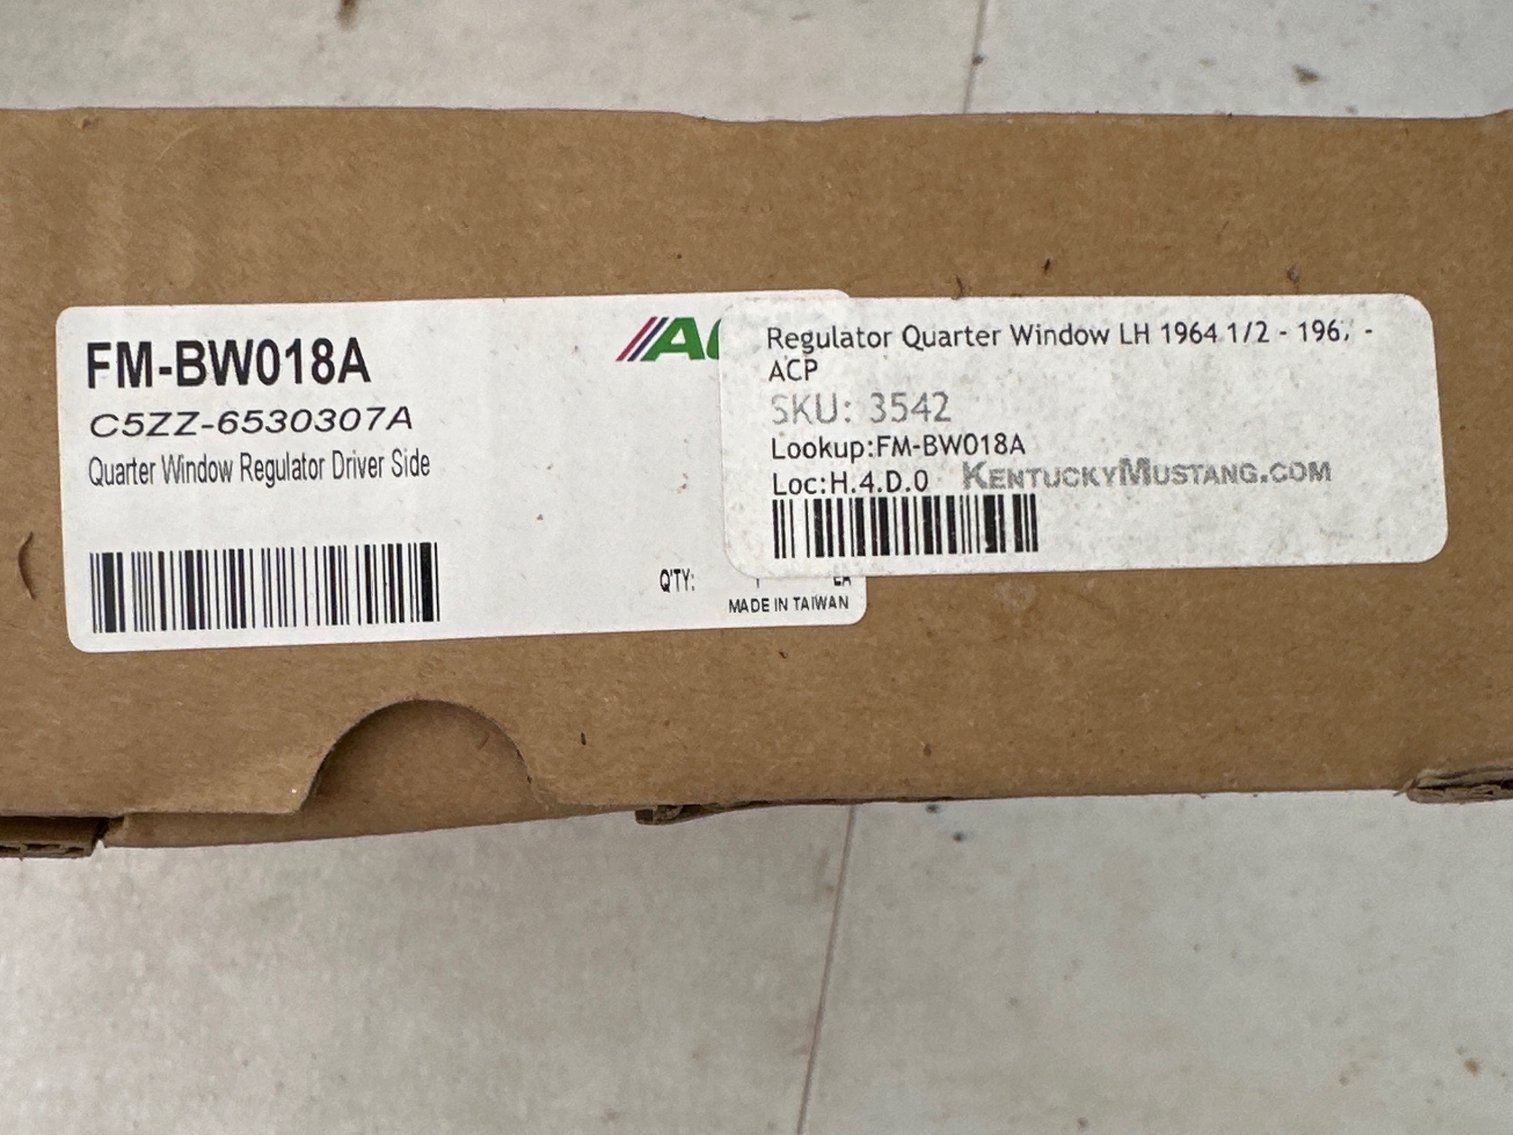 FM-BW018A
C5ZZ-6530307A
Quarter Window Regulator Driver Side
Q'TY:
MADE IN TAIWAN
Regulator Quarter Window LH 1964 1/2 - -
ACP
SKU: 3542
Lookup:FM-BW018A
Loc:H.4.D.0 KENTUCKYMUSTANG.COM